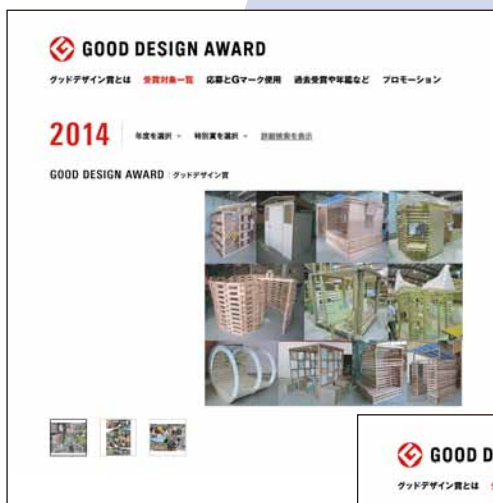 GOOD DESIGN AWARD
グッドデザイン賞とは 受賞対象一覧 応募とGマーク使用 過去受賞や年鑑など プロモーション
2014 年度を選択 特別賞を選択 詳細検索を表示
GOOD DESIGN AWARD グッドデザイン賞
GOOD D
グッドデザイン賞とは